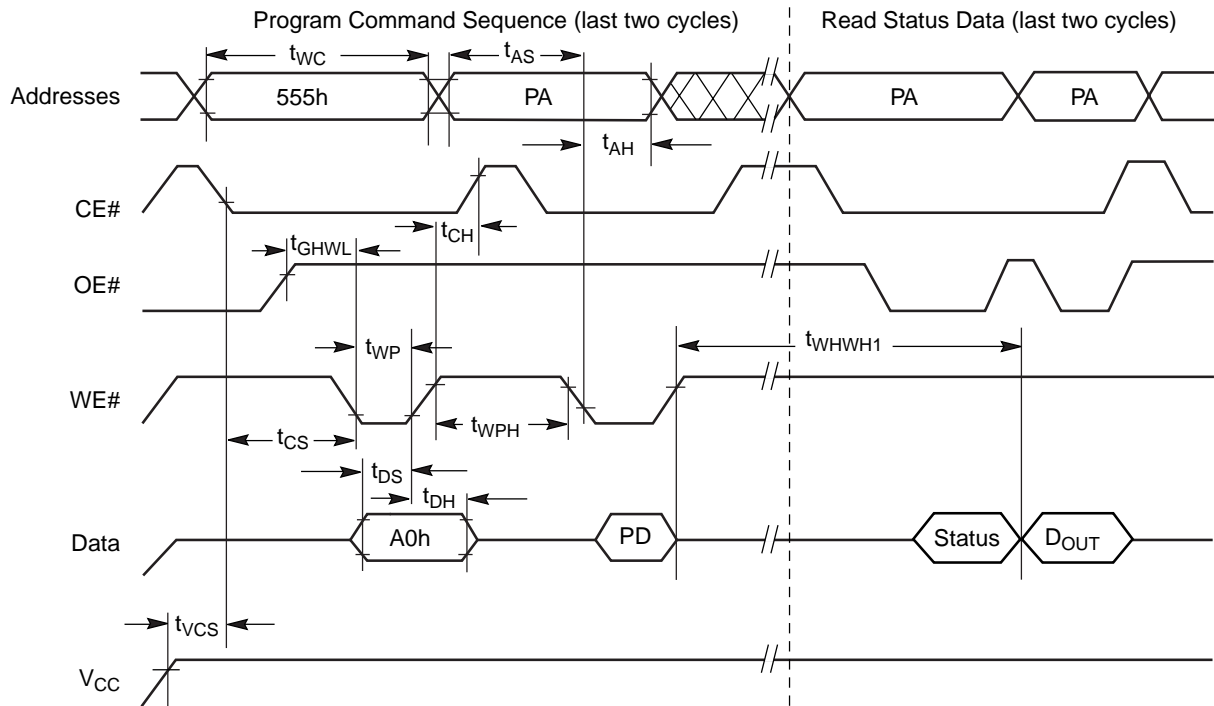 Program Command Sequence (last two cycles) Read Status Data (last two cycles)
tWC tAS
Addresses 555h PA PA PA
tAH
CE#
tCH
tGHWL
OE#
tWP tWHWH1
WE#
tWPH
tCS
tDS
tDH
Data A0h PD Status DOUT
tVCS
VCC